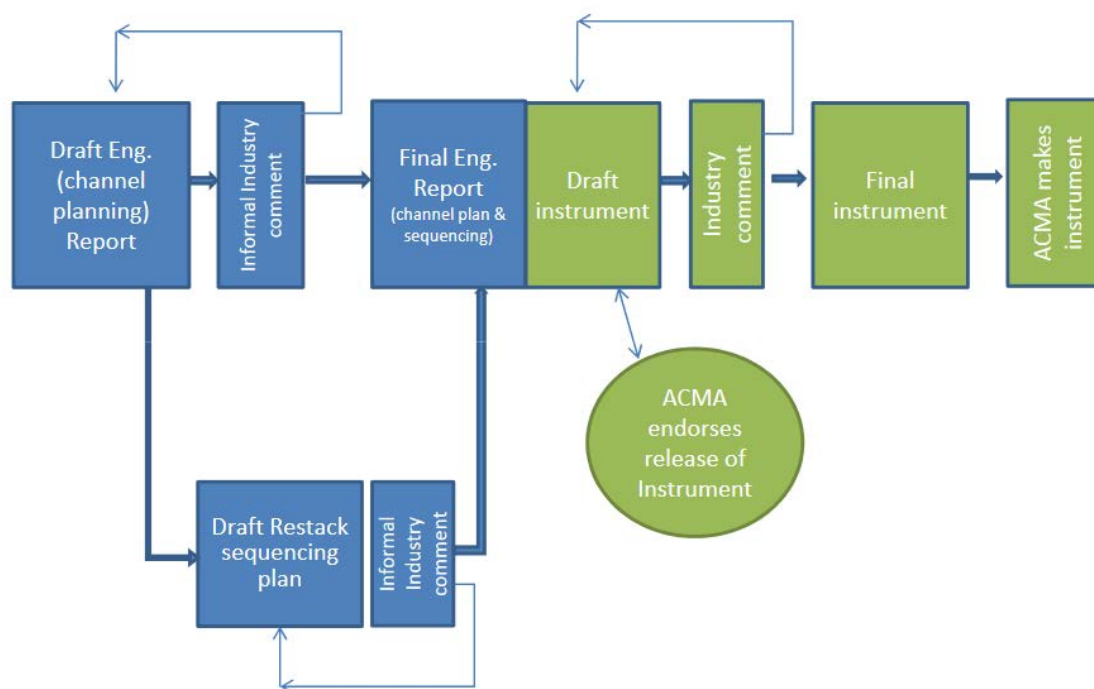 Draft Eng.
(channel
planning)
Report
Informal Industry
comment
Final Eng.
Report
(channel plan &
sequencing)
Draft
instrument
Industry
comment
Final
instrument
ACMA makes
instrument
ACMA
endorses
release of
Instrument
Draft Restack
sequencing
plan
Informal
Industry
comment